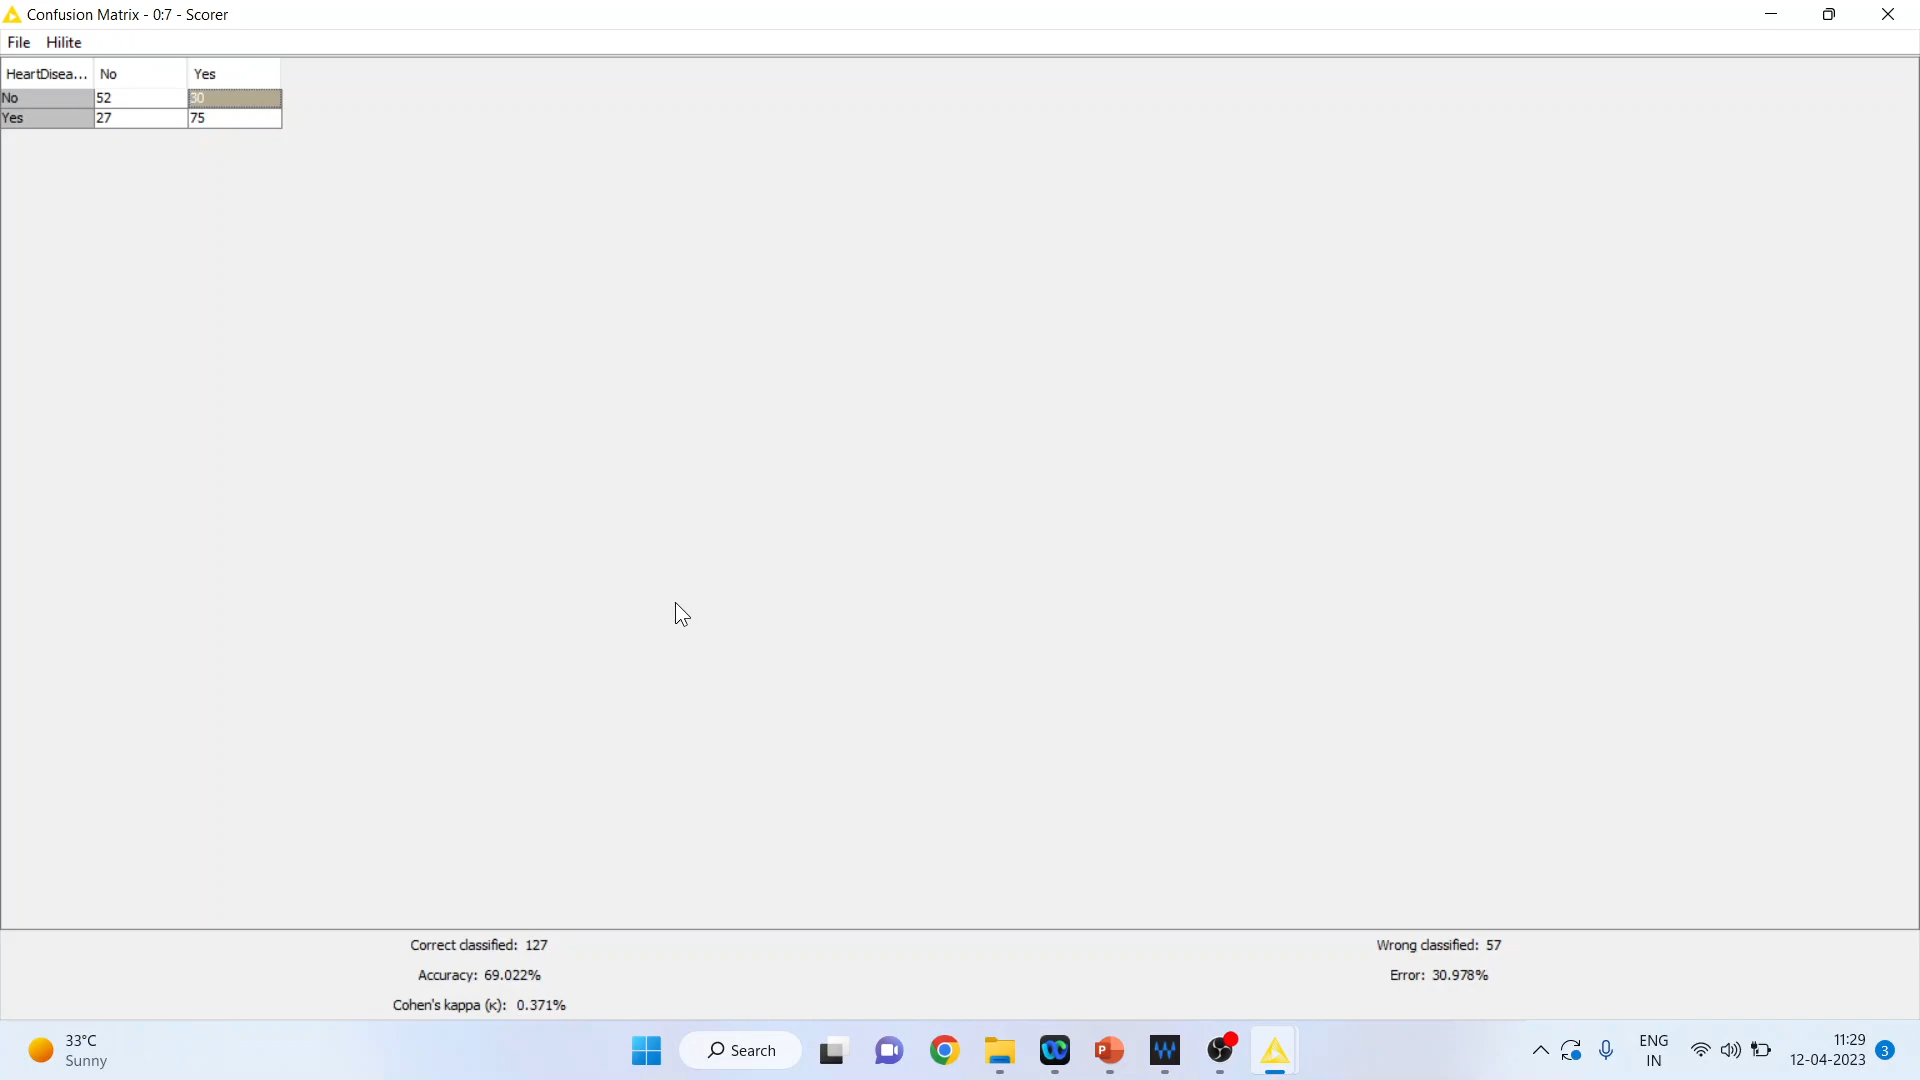 Confusion Matrix - 0:7 - Scorer
File Hilite
HeartDisea... No Yes
No 52 30
Yes 27 75
Correct classified: 127 Wrong classified: 57
Accuracy: 69.022% Error: 30.978%
Cohen's kappa (κ): 0.371%
33°C
Sunny
Search
ENG
IN
11:29
12-04-2023
3